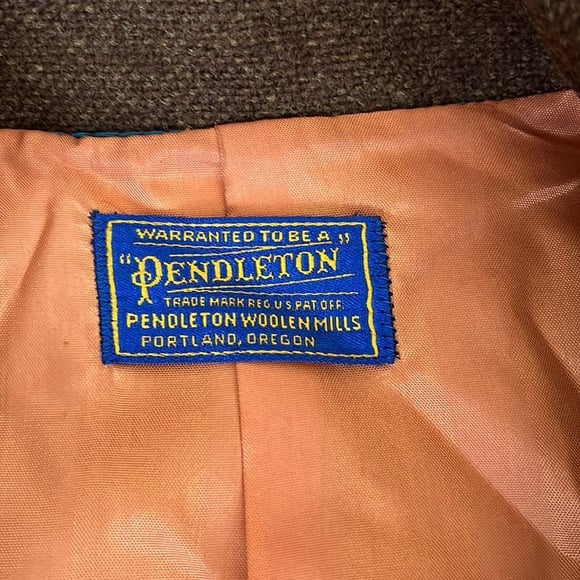 WARRANTED TO BE A
"PENDLETON"
TRADE MARK REG U S PAT OFF.
PENDLETON WOOLEN MILLS
PORTLAND, OREGON